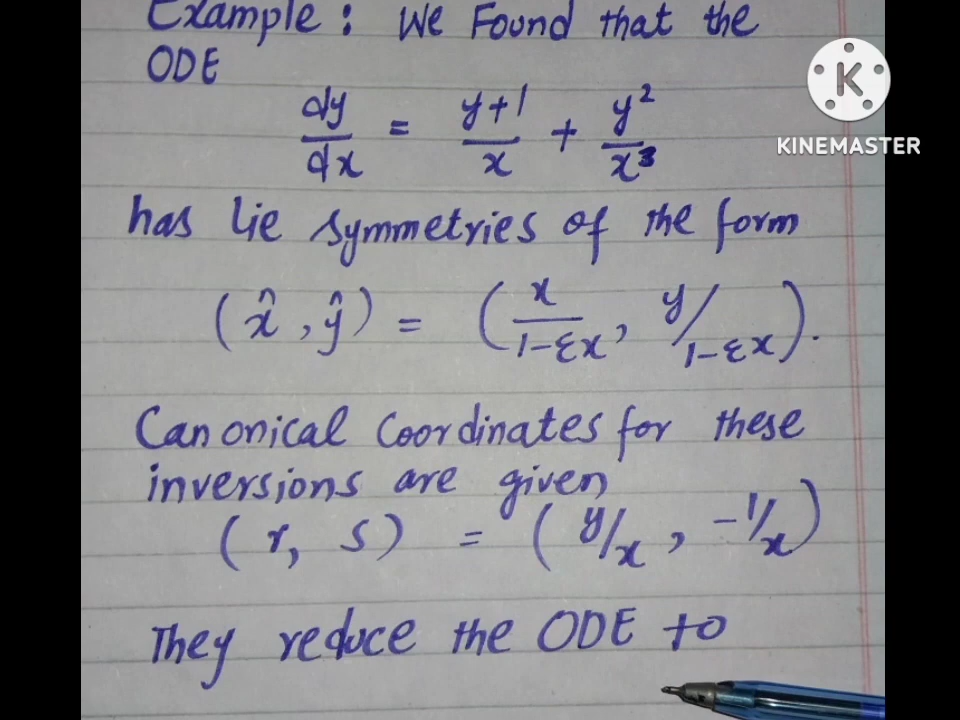 Example: We Found that the
ODE
dy/dx = y+1/x + y²/x³
has Lie symmetries of the form
(x̂, ŷ) = (x/1-εx, y/1-εx).
Canonical Coordinates for these
inversions are given
(r, s) = (y/x, -1/x)
They reduce the ODE to
K
KINEMASTER